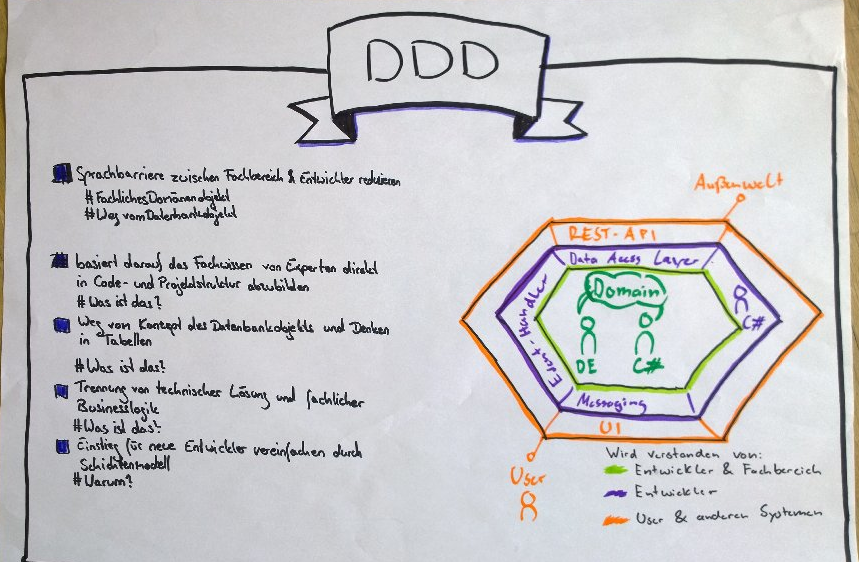 DDD
Sprachbarriere zwischen Fachbereich & Entwickler reduzieren
# FachlichesDomänenobjekt
# Weg vom Datenbankobjekt
basiert darauf das Fachwissen von Experten direkt
in Code- und Projektstruktur abzubilden
# Was ist das?
Weg von Konzept des Datenbankobjekts und Denken
in Tabellen
#Was ist das?
Trennung von technischer Lösung und fachlicher
Businesslogik
#Was ist das?
Einstieg für neue Entwickler vereinfachen durch
Schichtenmodell
#Warum?
Außenwelt
REST-API
Data Access Layer
Event-Handler
Domain
C#
DE
C#
Messaging
UI
User
Wird verstanden von:
Entwickler & Fachbereich
Entwickler
User & anderen Systemen